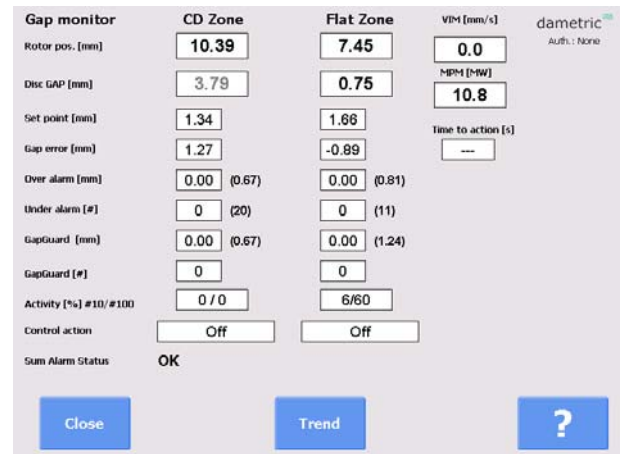 Gap monitor CD Zone Flat Zone VIM [mm/s] dametric
Rotor pos. [mm] 10.39 7.45 0.0 Auth.: None
MPM [MW]
Disc GAP [mm] 3.79 0.75 10.8
Set point [mm] 1.34 1.66
Time to action [s]
Gap error [mm] 1.27 -0.89 ---
Over alarm [mm] 0.00 (0.67) 0.00 (0.81)
Under alarm [#] 0 (20) 0 (11)
GapGuard [mm] 0.00 (0.67) 0.00 (1.24)
GapGuard [#] 0 0
Activity [%] #10/#100 0 / 0 6/60
Control action Off Off
Sum Alarm Status OK
Close Trend ?